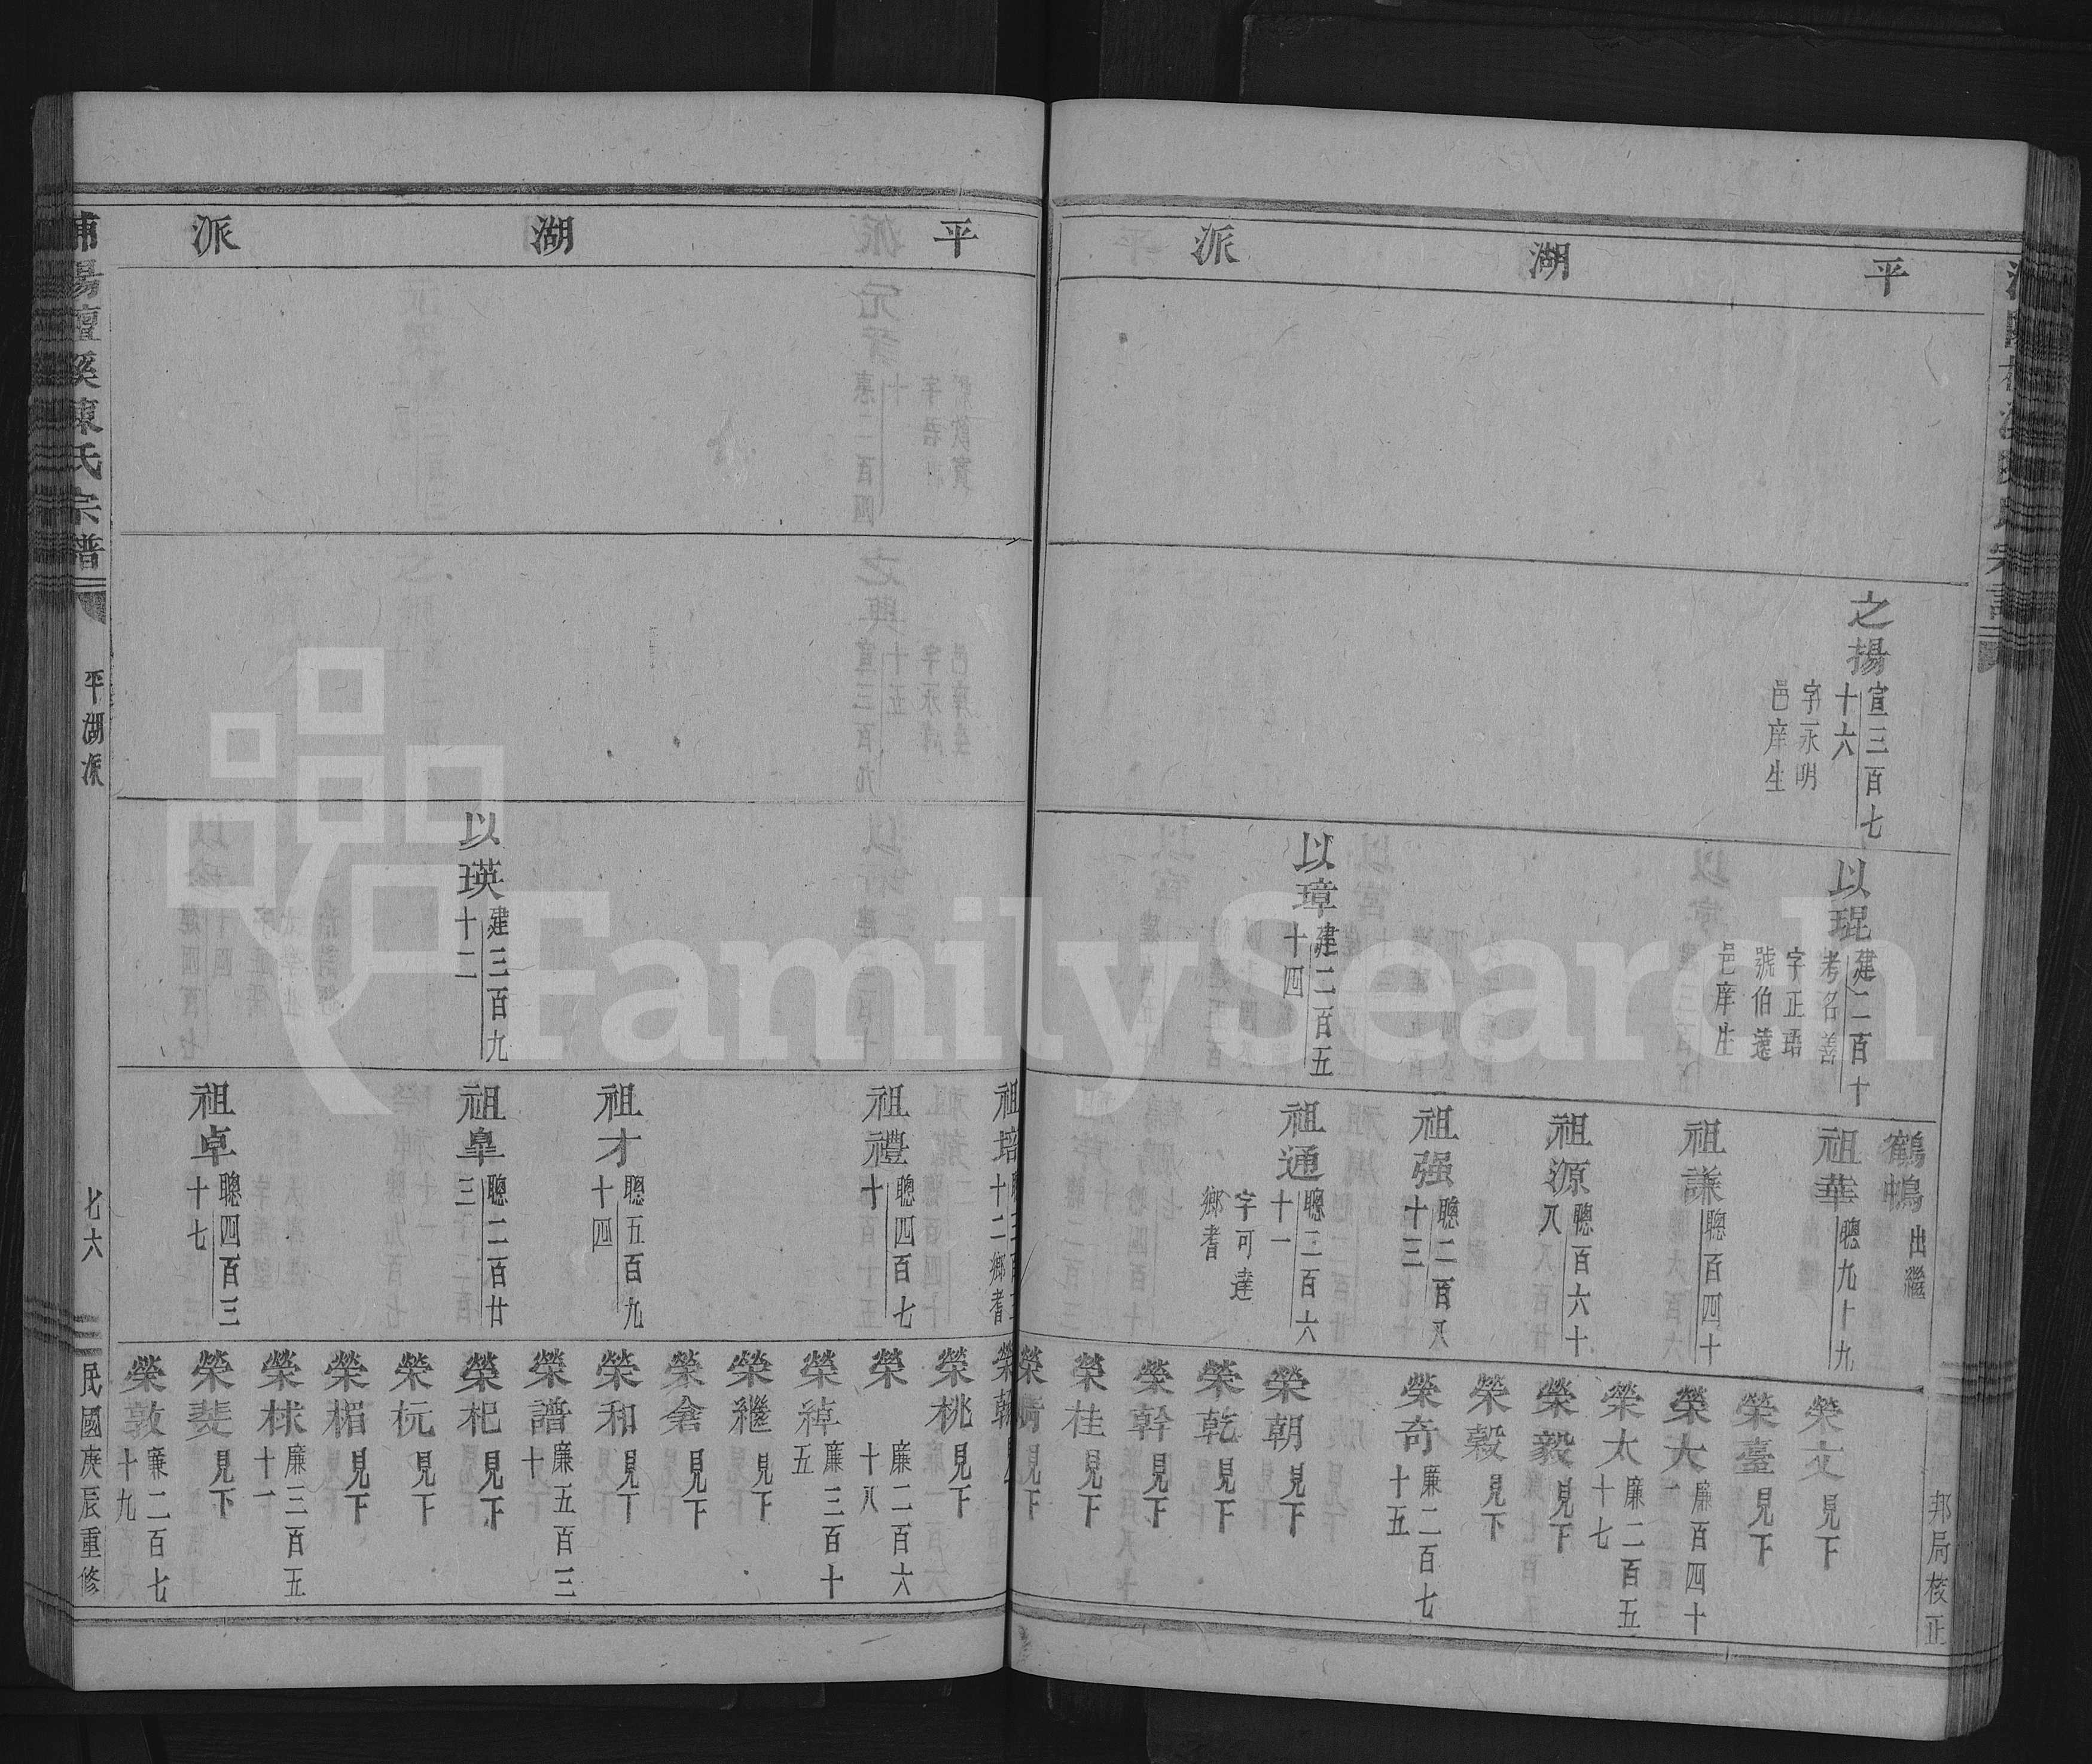 平湖派
之揚 宣三百七十六 字永明 邑庠生
以琨 建二百十 考名善 字正珸 號伯蘧 邑庠生
以璋 建二百五十四
鶴鳴 出繼
祖華 聰九十九
祖謙 聰百四十
祖源 聰百六十八
祖强 聰二百八十三
祖通 聰二百六十一 字可達 鄉耆
榮文 見下
榮臺 見下
榮大 廉百四十一
榮太 廉二百五十七
榮毅 見下
榮穀 見下
榮奇 廉二百七十五
榮朝 見下
榮乾 見下
榮幹 見下
榮桂 見下
榮 見下
邦局校正
平湖派
以瑛 建三百九十二
祖培 十二 鄉耆
祖禮 聰四百七十
祖才 聰五百九十四
祖臯 聰二百廿三
祖卓 聰四百三十七
榮
榮桃 見下
榮 廉二百六十八
榮綽 廉三百十五
榮繼 見下
榮 見下
榮和 見下
榮譜 廉五百三十
榮杞 見下
榮杬 見下
榮楣 見下
榮梂 廉三百五十一
榮斐 見下
榮敦 廉二百七十九
浦陽檀溪陳氏宗譜
平湖派
七六
民國庚辰重修
FamilySearch